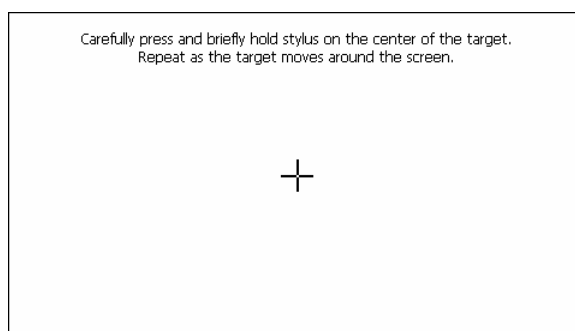 Carefully press and briefly hold stylus on the center of the target.
Repeat as the target moves around the screen.